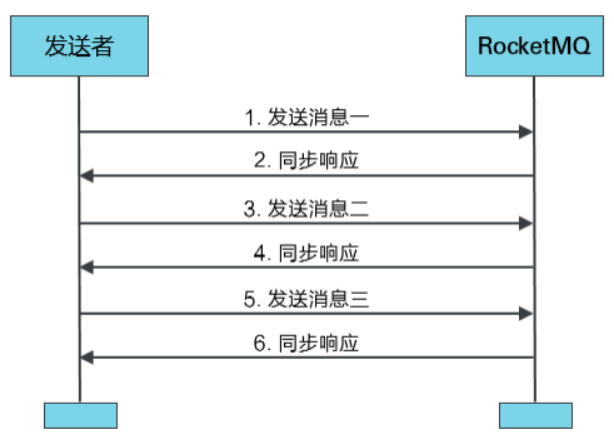 发送者
RocketMQ
1. 发送消息一
2. 同步响应
3. 发送消息二
4. 同步响应
5. 发送消息三
6. 同步响应